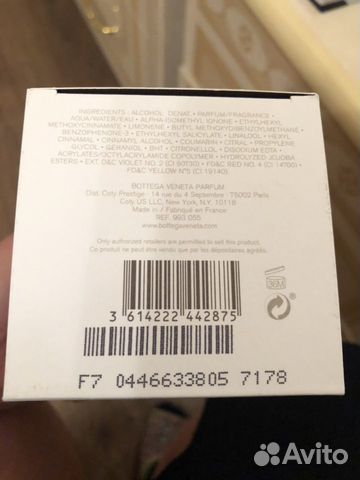 INGREDIENTS : ALCOHOL DENAT. PARFUM/FRAGRANCE
AQUA/WATER/EAU • ALPHA-ISOMETHYL IONONE • ETHYLHEXYL
METHOXYCINNAMATE • LIMONENE • BUTYL METHOXYDIBENZOYLMETHANE •
BENZOPHENONE-3 • ETHYLHEXYL SALICYLATE • LINALOOL • HEXYL
CINNAMAL • CINNAMYL ALCOHOL • COUMARIN • CITRAL • PROPYLENE
GLYCOL • GERANIOL • BHT • CITRONELLOL • DISODIUM EDTA •
ACRYLATES/OCTYLACRYLAMIDE COPOLYMER • HYDROLYZED JOJOBA
ESTERS • EXT. D&C VIOLET NO. 2 (CI 60730) • FD&C RED NO. 4 (CI 14700)
FD&C YELLOW N°5 (CI 19140).
BOTTEGA VENETA PARFUM
Dist. Coty Prestige - 14 rue du 4 Septembre - 75002 Paris
Coty US LLC, New York, N.Y. 10118
Made in / Fabriqué en France
REF. 993 055
www.bottegaveneta.com
Only authorized retailers are permitted to sell this product.
Ce produit ne peut être vendu que par les dépositaires agréés.
36M
3 614222 442875
F7 0446633805 7178
Avito